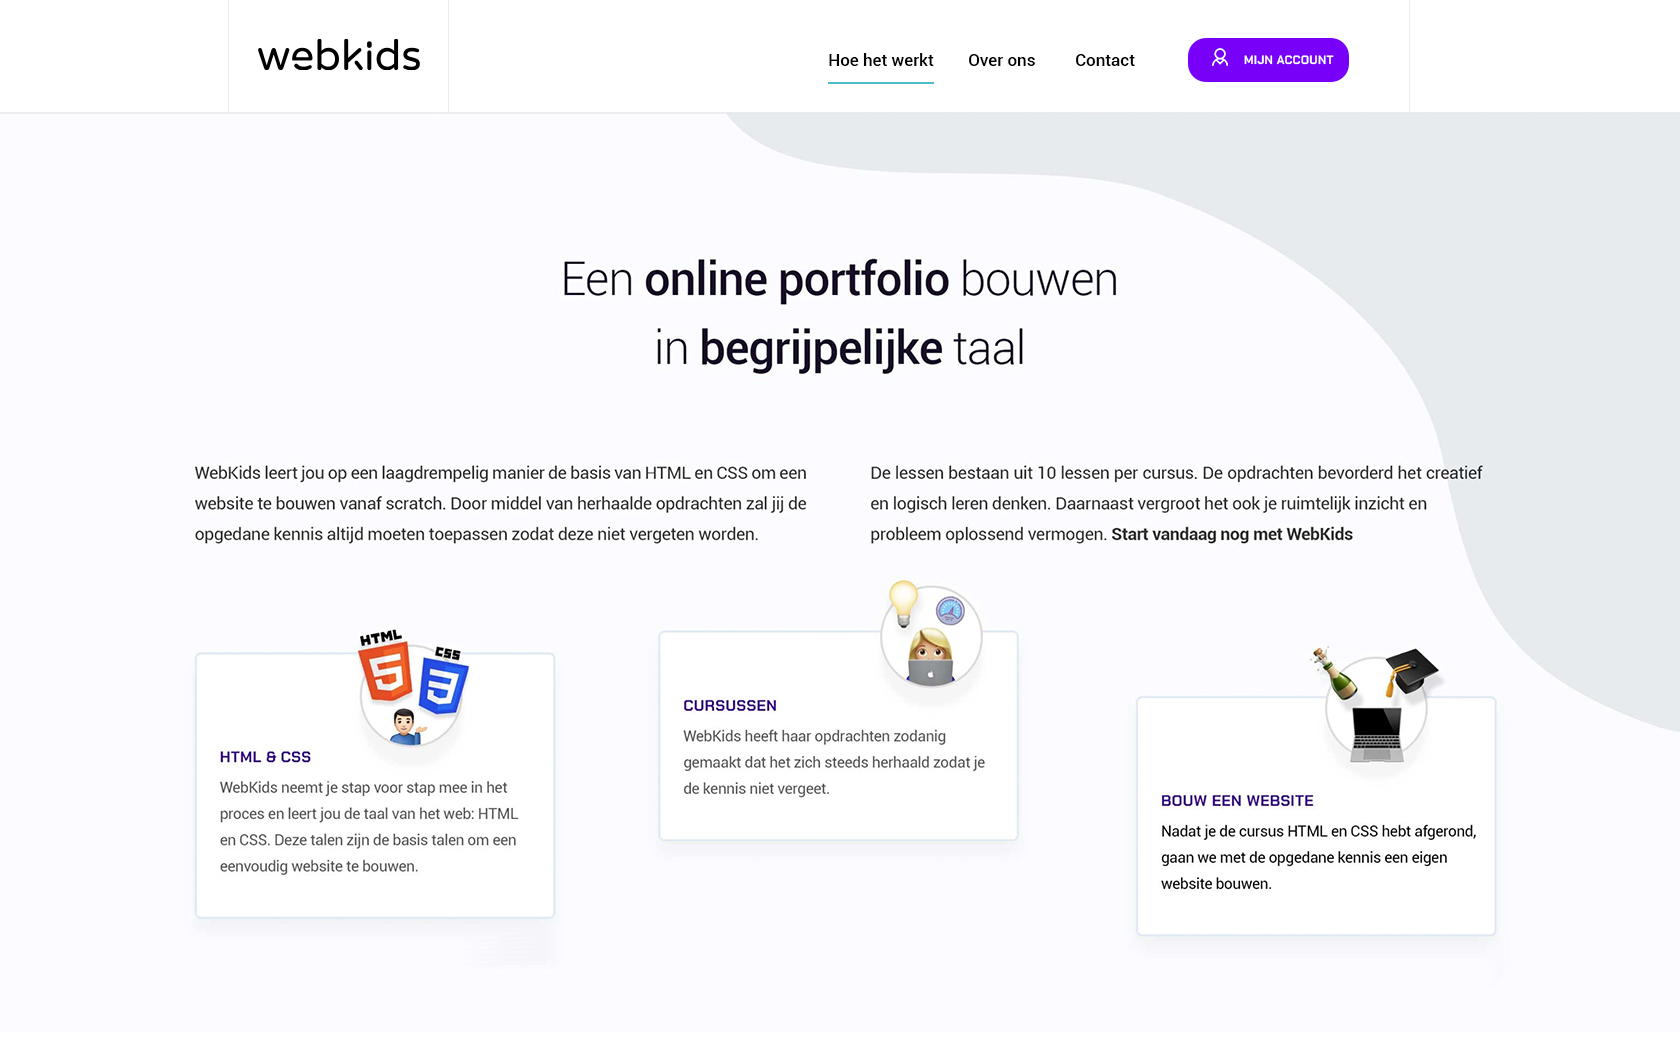 webkids
Hoe het werkt
Over ons
Contact
MIJN ACCOUNT
Een online portfolio bouwen
in begrijpelijke taal
WebKids leert jou op een laagdrempelig manier de basis van HTML en CSS om een
website te bouwen vanaf scratch. Door middel van herhaalde opdrachten zal jij de
opgedane kennis altijd moeten toepassen zodat deze niet vergeten worden.
De lessen bestaan uit 10 lessen per cursus. De opdrachten bevorderd het creatief
en logisch leren denken. Daarnaast vergroot het ook je ruimtelijk inzicht en
probleem oplossend vermogen. Start vandaag nog met WebKids
HTML
5
CSS
3
HTML & CSS
WebKids neemt je stap voor stap mee in het
proces en leert jou de taal van het web: HTML
en CSS. Deze talen zijn de basis talen om een
eenvoudig website te bouwen.
CURSUSSEN
WebKids heeft haar opdrachten zodanig
gemaakt dat het zich steeds herhaald zodat je
de kennis niet vergeet.
BOUW EEN WEBSITE
Nadat je de cursus HTML en CSS hebt afgerond,
gaan we met de opgedane kennis een eigen
website bouwen.